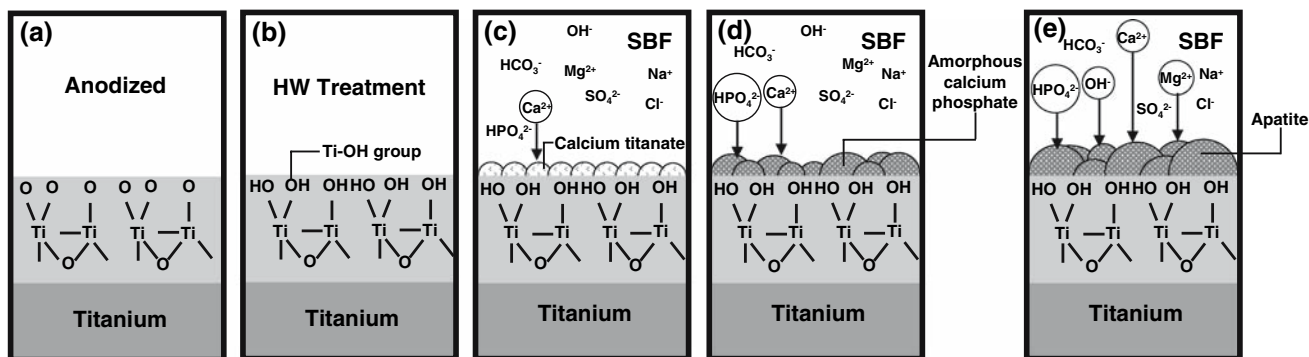 (a)
Anodized
O O O O O O
Ti Ti Ti Ti
O O
Titanium
(b)
HW Treatment
Ti-OH group
HO OH OH HO OH OH
Ti Ti Ti Ti
O O
Titanium
(c)
OH-
SBF
HCO3-
Mg2+
Na+
SO42-
Cl-
Ca2+
HPO42-
Calcium titanate
HO OH OH HO OH OH
Ti Ti Ti Ti
O O
Titanium
(d)
OH-
HCO3-
SBF
Mg2+
Na+
HPO42-
Ca2+
SO42-
Cl-
Amorphous
calcium
phosphate
HO OH OH HO OH OH
Ti Ti Ti Ti
O O
Titanium
(e)
HCO3-
Ca2+
SBF
HPO42-
OH-
Mg2+
Na+
SO42-
Cl-
Apatite
HO OH OH HO OH OH
Ti Ti Ti Ti
O O
Titanium